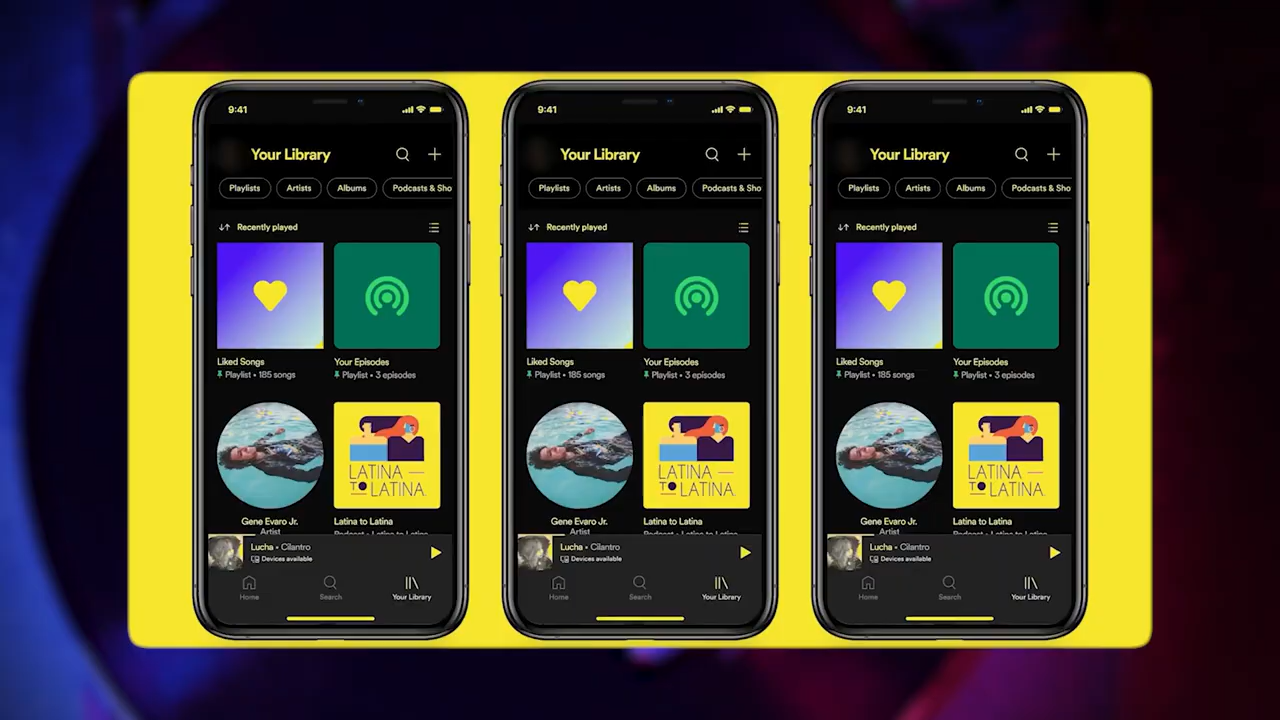 9:41
Your Library
Playlists Artists Albums Podcasts & Sho
Recently played
Liked Songs Your Episodes
Playlist • 185 songs Playlist • 3 episodes
LATINA
TO LATINA
Gene Evaro Jr. Latina to Latina
Artist
Lucha • Cilantro
Devices available
Home Search Your Library
9:41
Your Library
Playlists Artists Albums Podcasts & Sho
Recently played
Liked Songs Your Episodes
Playlist • 185 songs Playlist • 3 episodes
LATINA
TO LATINA
Gene Evaro Jr. Latina to Latina
Artist
Lucha • Cilantro
Devices available
Home Search Your Library
9:41
Your Library
Playlists Artists Albums Podcasts & Sho
Recently played
Liked Songs Your Episodes
Playlist • 185 songs Playlist • 3 episodes
LATINA
TO LATINA
Gene Evaro Jr. Latina to Latina
Artist
Lucha • Cilantro
Devices available
Home Search Your Library